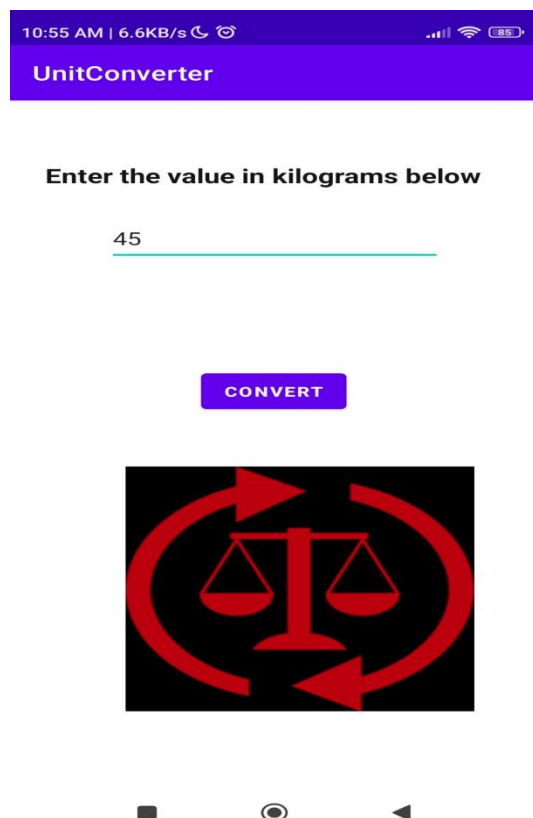 10:55 AM | 6.6KB/s 85
UnitConverter
Enter the value in kilograms below
45
CONVERT